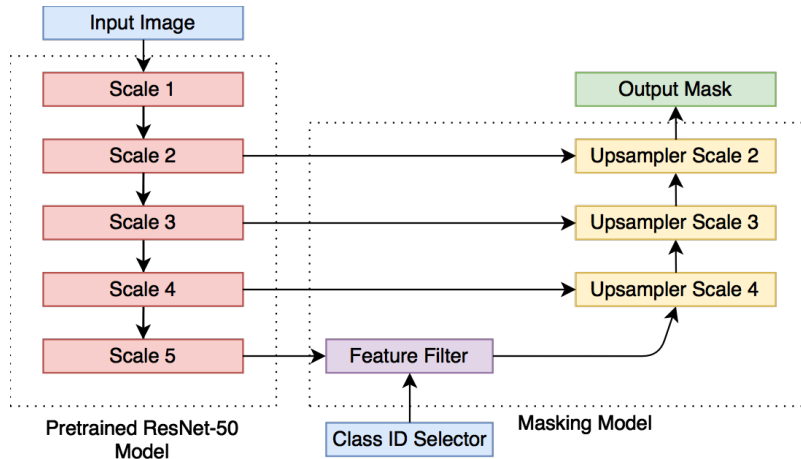 Input Image
Scale 1
Output Mask
Scale 2
Upsampler Scale 2
Scale 3
Upsampler Scale 3
Scale 4
Upsampler Scale 4
Scale 5
Feature Filter
Pretrained ResNet-50
Model
Class ID Selector
Masking Model